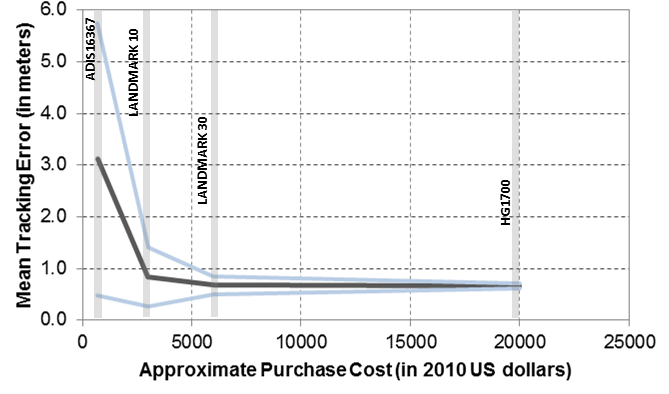 6.0
5.0
4.0
3.0
2.0
1.0
0.0
Mean Tracking Error (in meters)
ADIS16367
LANDMARK 10
LANDMARK 30
HG1700
0
5000
10000
15000
20000
25000
Approximate Purchase Cost (in 2010 US dollars)